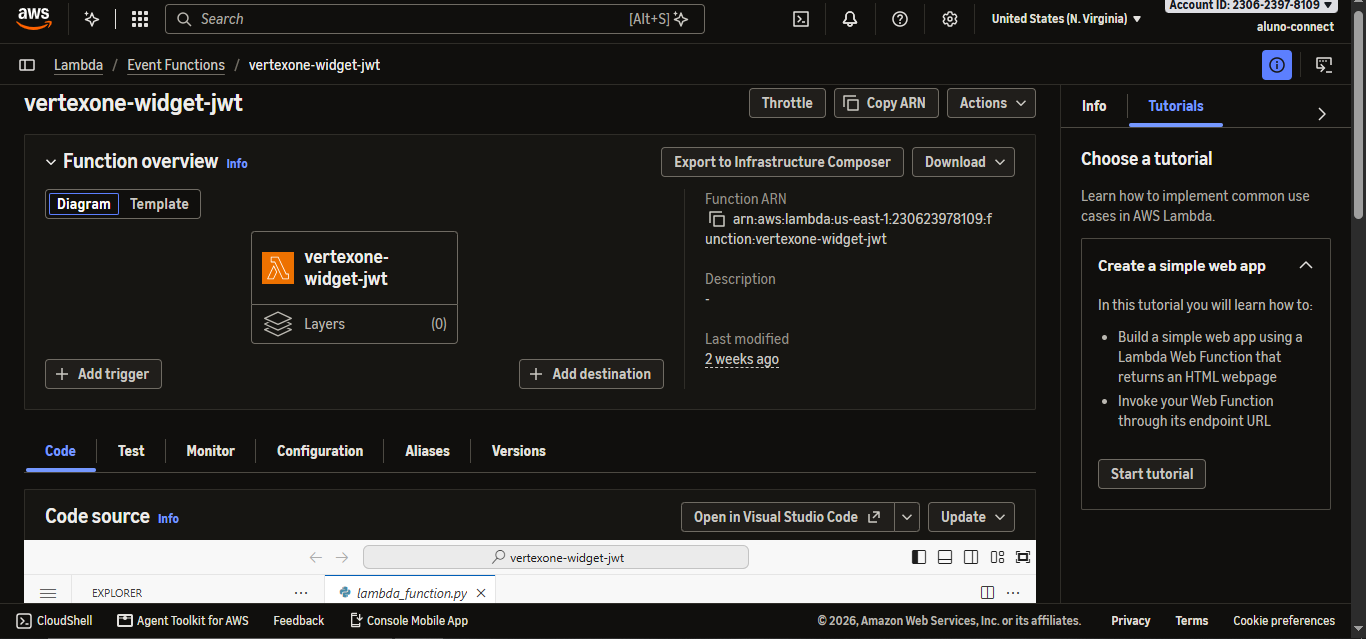 aws
Search
[Alt+S]
United States (N. Virginia)
Account ID: 2306-2397-8109
aluno-connect
Lambda / Event Functions / vertexone-widget-jwt
vertexone-widget-jwt
Throttle
Copy ARN
Actions
Function overview Info
Export to Infrastructure Composer
Download
Diagram
Template
vertexone-
widget-jwt
Layers
(0)
Add trigger
Add destination
Function ARN
arn:aws:lambda:us-east-1:230623978109:f
unction:vertexone-widget-jwt
Description
-
Last modified
2 weeks ago
Code
Test
Monitor
Configuration
Aliases
Versions
Code source Info
Open in Visual Studio Code
Update
vertexone-widget-jwt
EXPLORER
...
lambda_function.py
...
Info
Tutorials
Choose a tutorial
Learn how to implement common use
cases in AWS Lambda.
Create a simple web app
In this tutorial you will learn how to:
• Build a simple web app using a
Lambda Web Function that
returns an HTML webpage
• Invoke your Web Function
through its endpoint URL
Start tutorial
CloudShell
Agent Toolkit for AWS
Feedback
Console Mobile App
© 2026, Amazon Web Services, Inc. or its affiliates.
Privacy
Terms
Cookie preferences